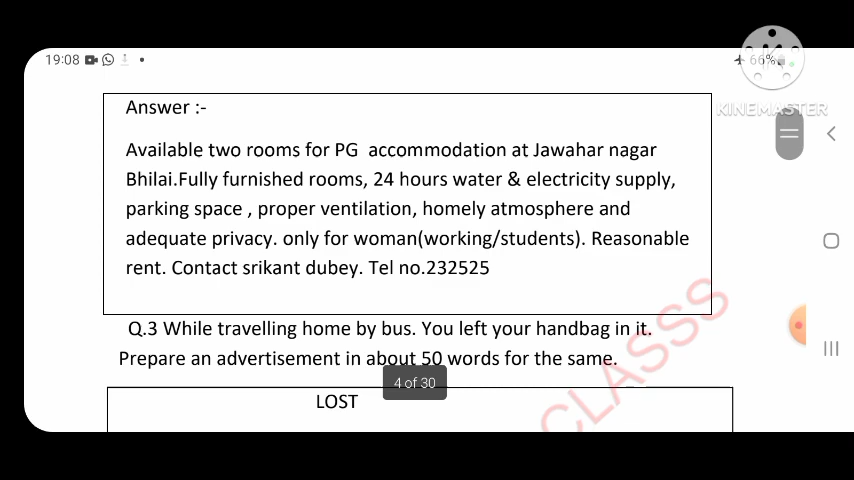 19:08
66%
KINEMASTER
Answer :-
Available two rooms for PG accommodation at Jawahar nagar
Bhilai.Fully furnished rooms, 24 hours water & electricity supply,
parking space , proper ventilation, homely atmosphere and
adequate privacy. only for woman(working/students). Reasonable
rent. Contact srikant dubey. Tel no.232525
Q.3 While travelling home by bus. You left your handbag in it.
Prepare an advertisement in about 50 words for the same.
4 of 30
LOST
CLASSS